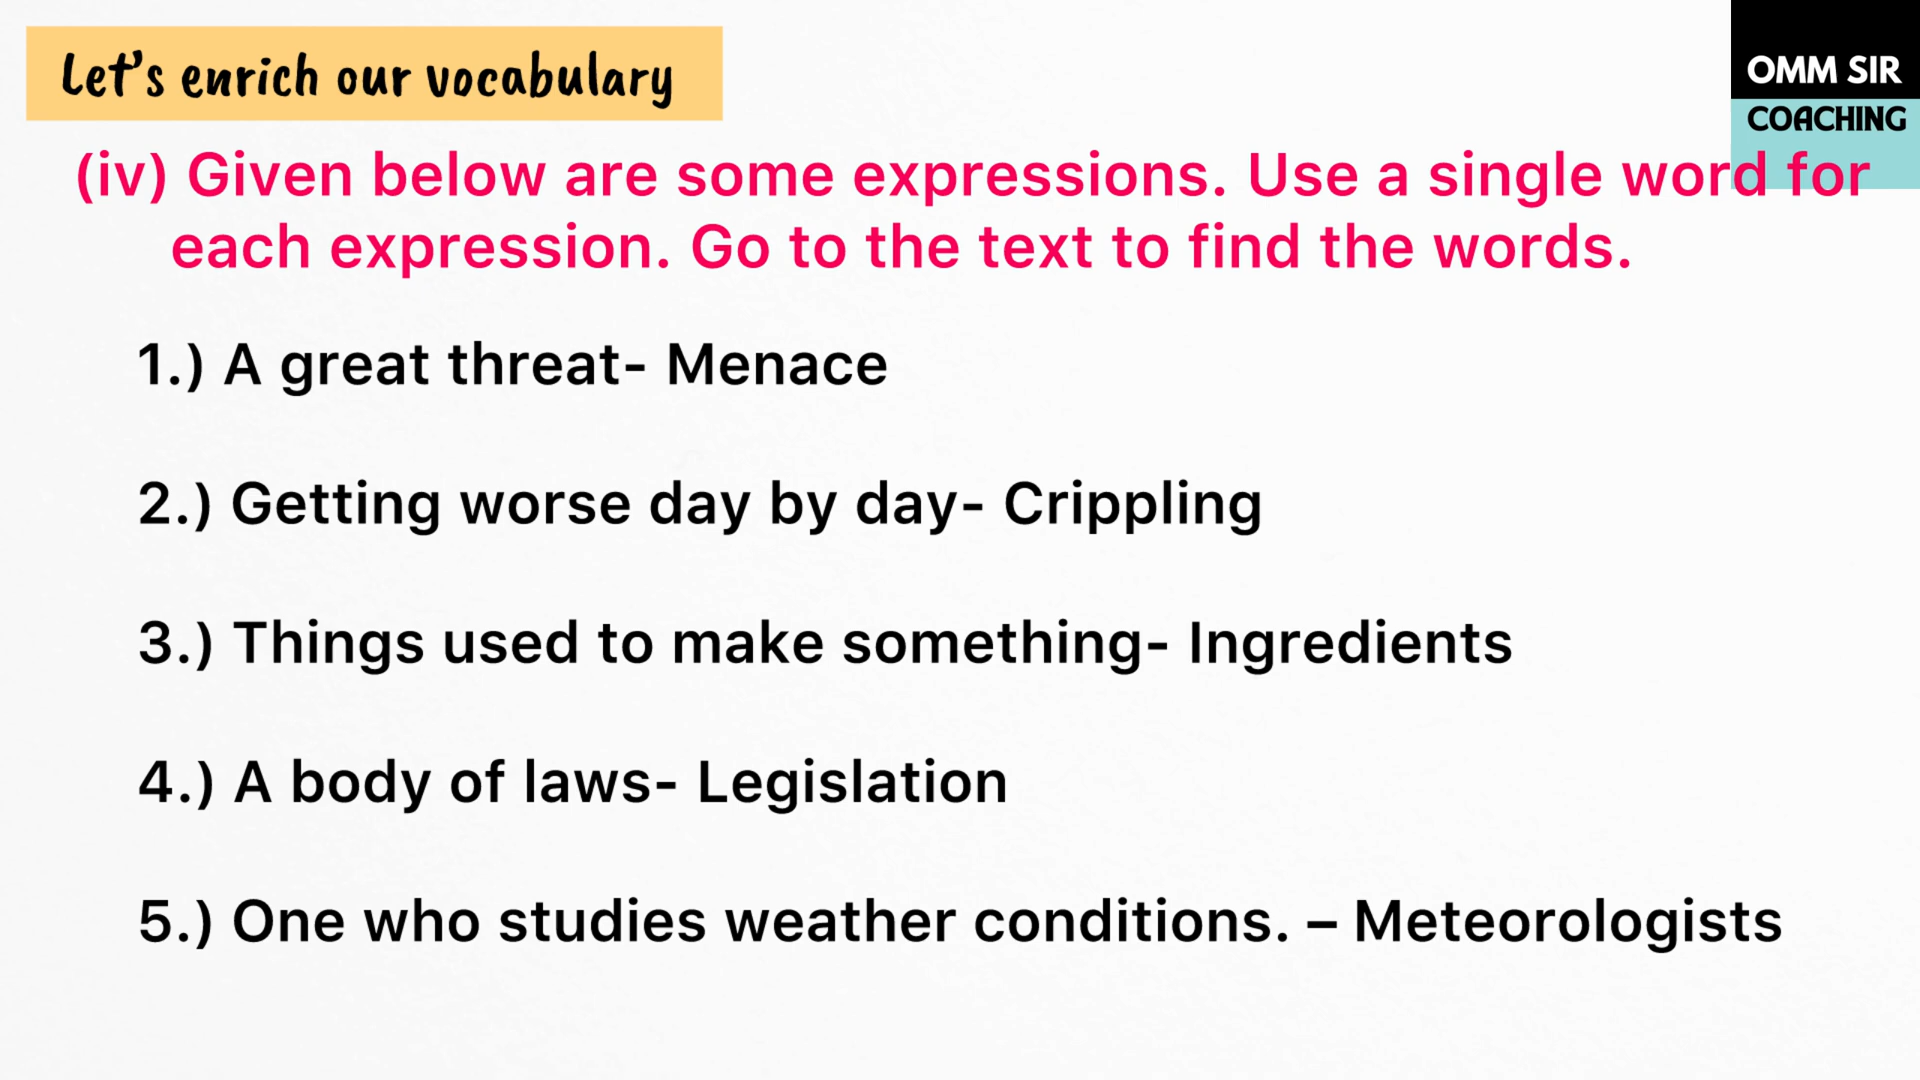 Let's enrich our vocabulary
OMM SIR
COACHING
(iv) Given below are some expressions. Use a single word for
each expression. Go to the text to find the words.
1.) A great threat- Menace
2.) Getting worse day by day- Crippling
3.) Things used to make something- Ingredients
4.) A body of laws- Legislation
5.) One who studies weather conditions. – Meteorologists